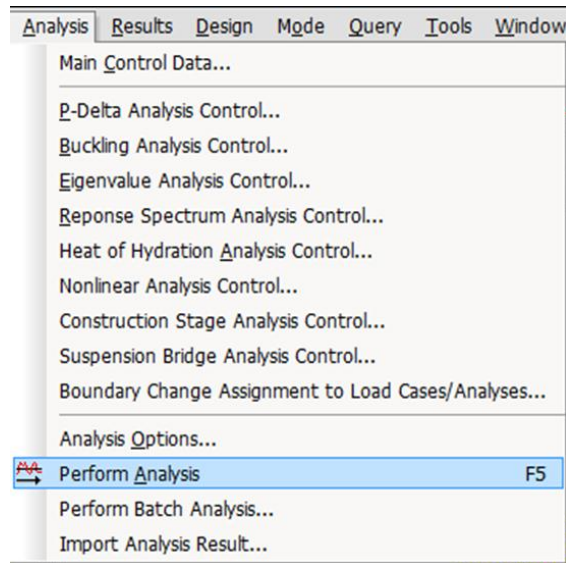 Analysis Results Design Mode Query Tools Window
Main Control Data...
P-Delta Analysis Control...
Buckling Analysis Control...
Eigenvalue Analysis Control...
Reponse Spectrum Analysis Control...
Heat of Hydration Analysis Control...
Nonlinear Analysis Control...
Construction Stage Analysis Control...
Suspension Bridge Analysis Control...
Boundary Change Assignment to Load Cases/Analyses...
Analysis Options...
Perform Analysis F5
Perform Batch Analysis...
Import Analysis Result...